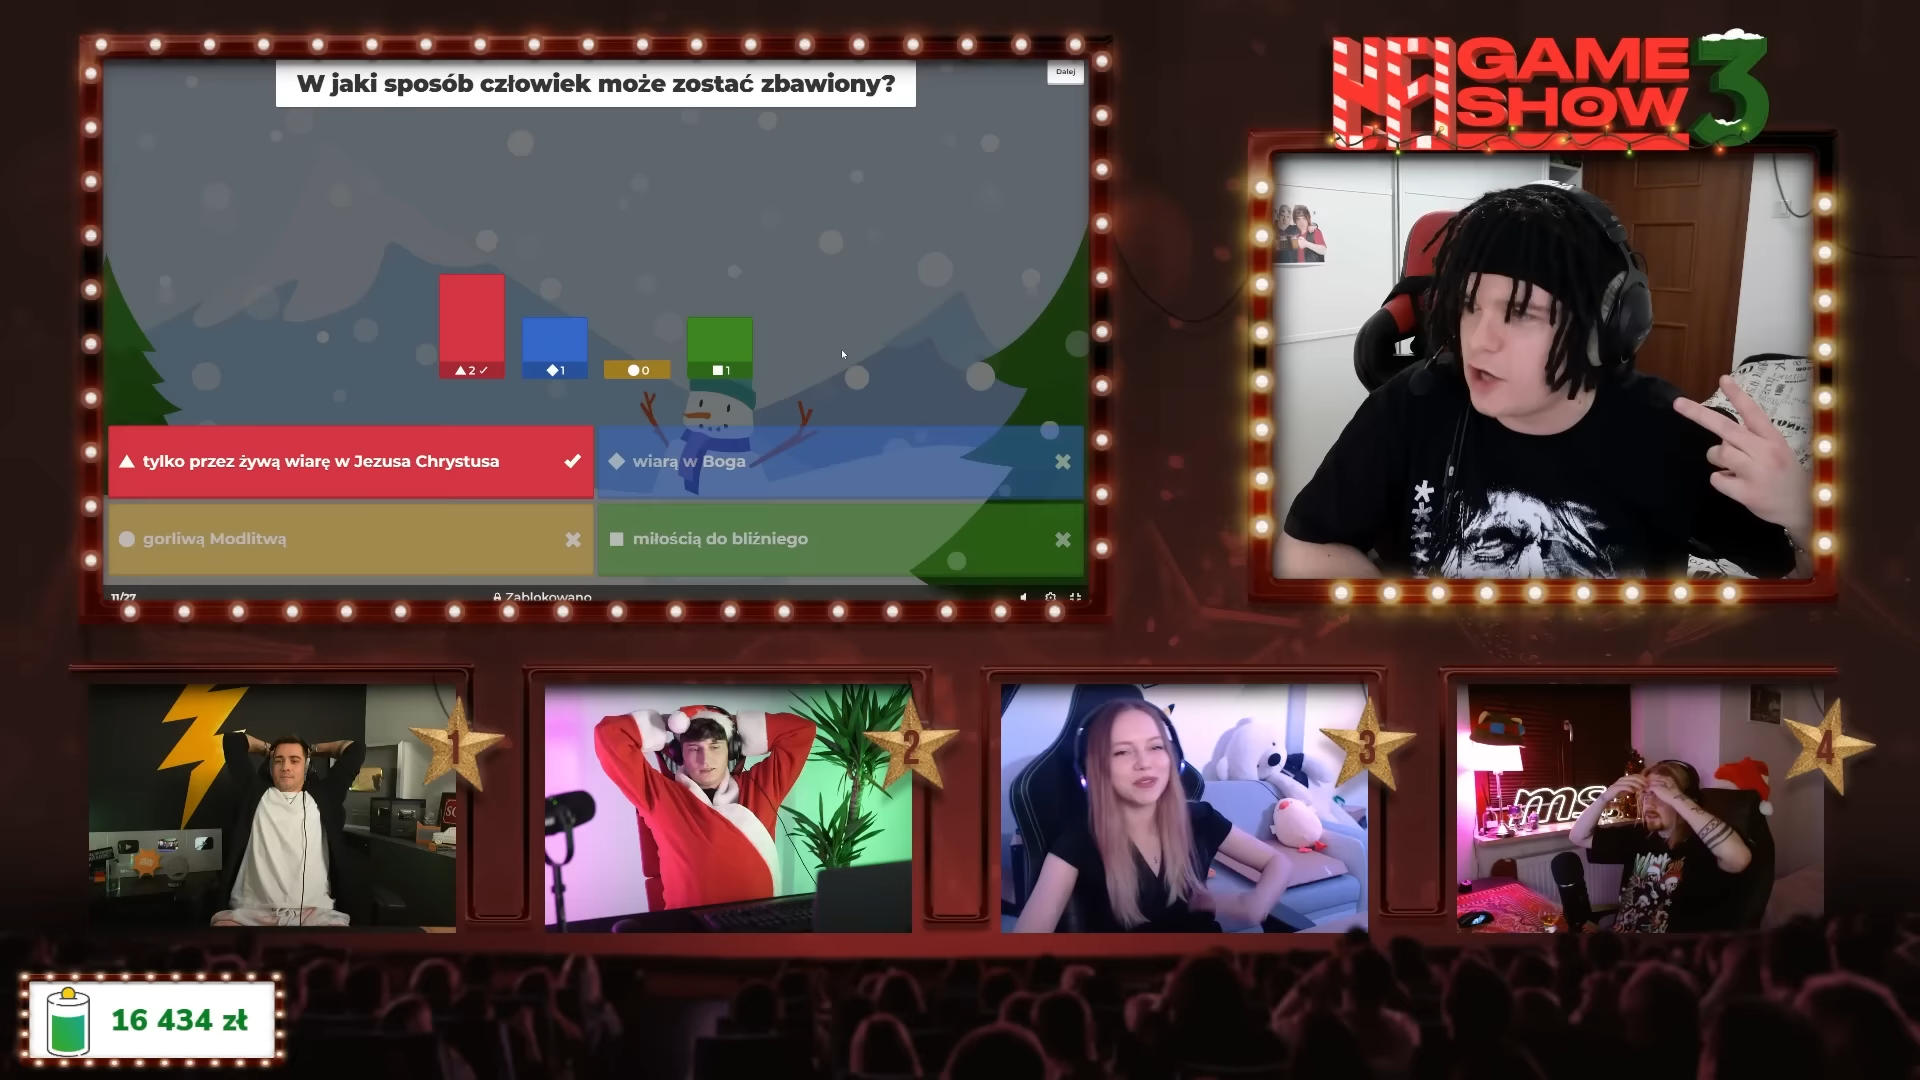 W jaki sposób człowiek może zostać zbawiony?
Dalej
2
1
0
1
tylko przez żywą wiarę w Jezusa Chrystusa
wiarą w Boga
gorliwą Modlitwą
miłością do bliźniego
11/27
Zablokowano
GAME
SHOW
3
1
2
3
4
ms
16 434 zł